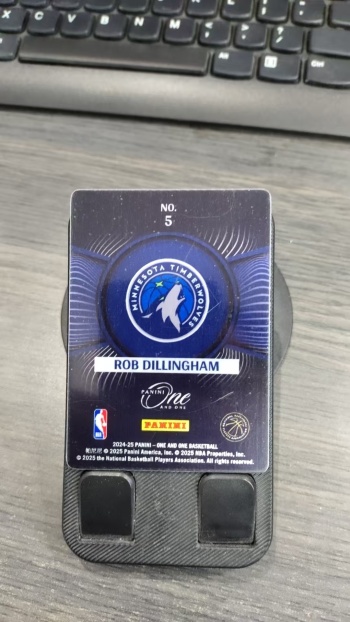 NO.
5
MINNESOTA TIMBERWOLVES
ROB DILLINGHAM
PANINI
One
AND ONE
PANINI
2024-25 PANINI – ONE AND ONE BASKETBALL
© 2025 Panini America, Inc. © 2025 NBA Properties, Inc.
© 2025 the National Basketball Players Association. All rights reserved.